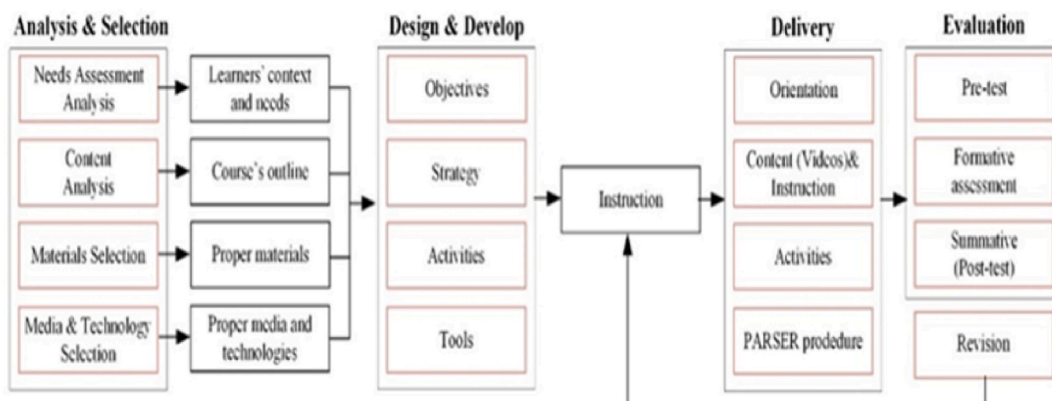 Analysis & Selection
Needs Assessment
Analysis
Content
Analysis
Materials Selection
Media & Technology
Selection
Learners` context
and needs
Course`s outline
Proper materials
Proper media and
technologies
Design & Develop
Objectives
Strategy
Activities
Tools
Instruction
Delivery
Orientation
Content (Videos)&
Instruction
Activities
PARSER prodedure
Evaluation
Pre-test
Formative
assessment
Summative
(Post-test)
Revision